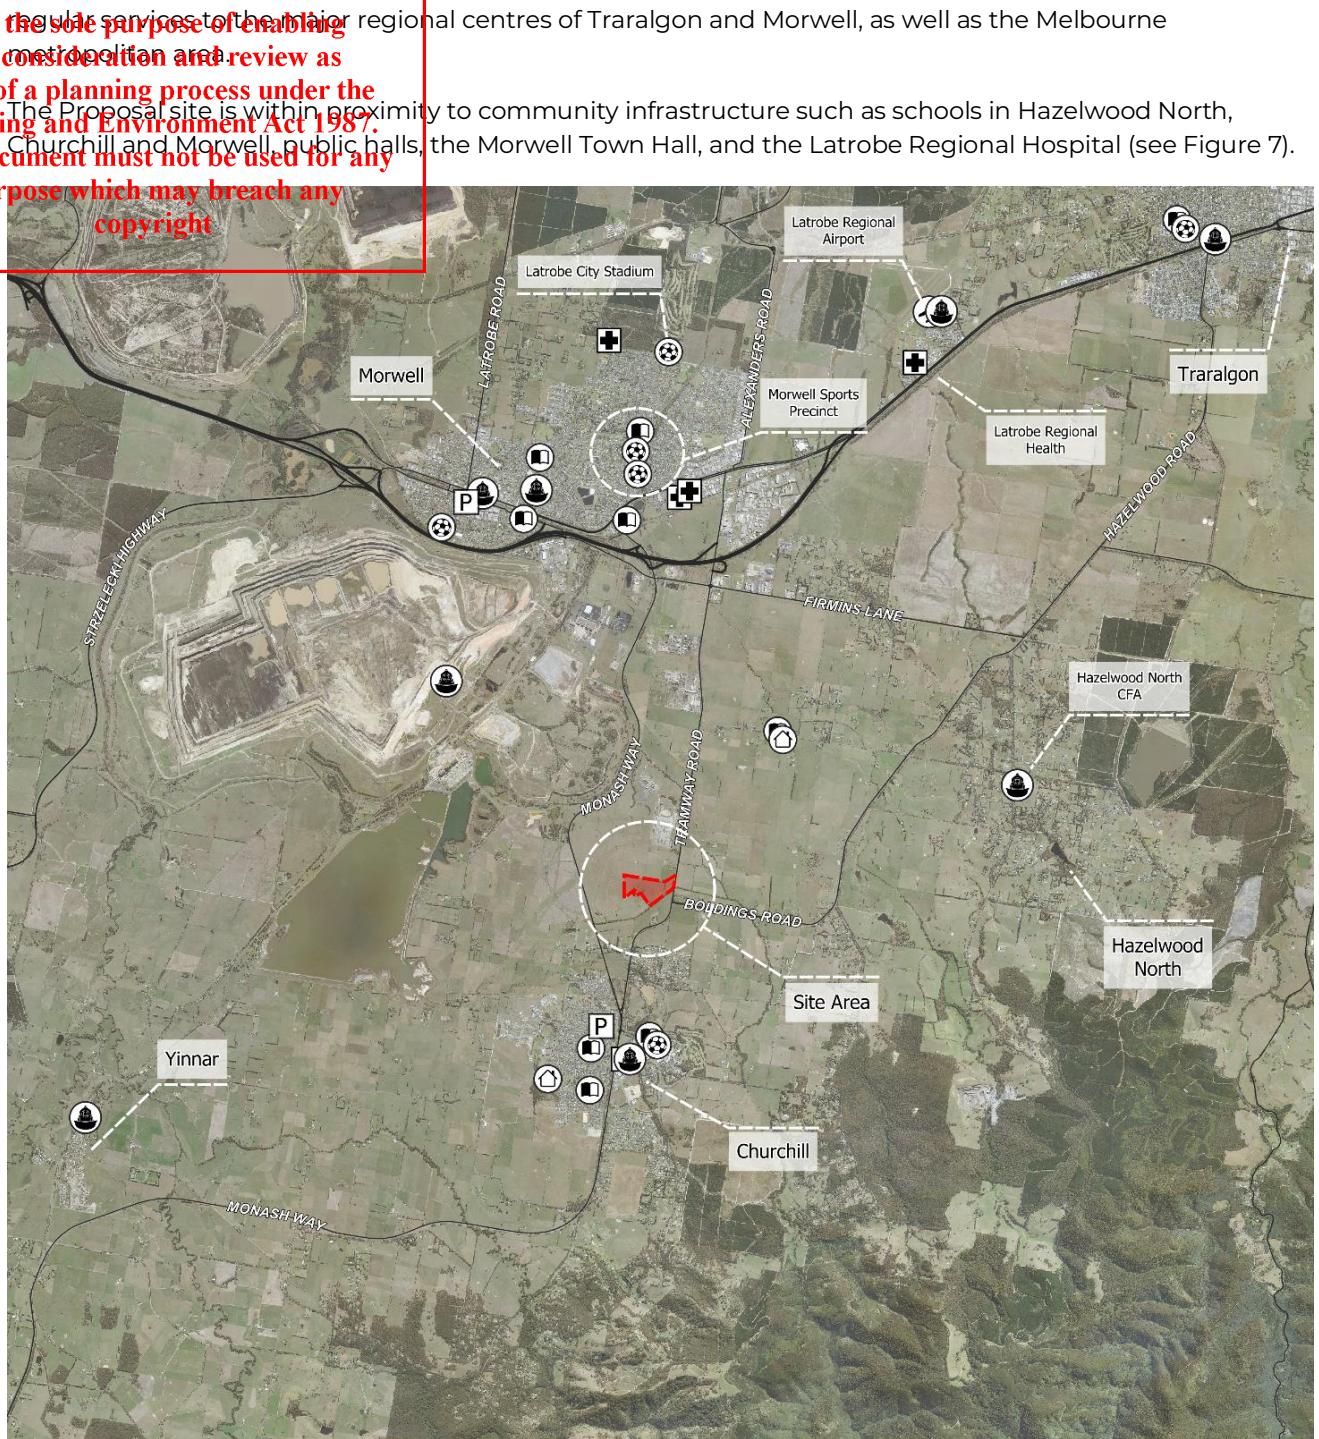 regular services to the major regional centres of Traralgon and Morwell, as well as the Melbourne
metropolitan area.
the sole purpose of enabling
consideration and review as
of a planning process under the
ing and Environment Act 1987.
cument must not be used for any
rpose which may breach any
copyright
The Proposal site is within proximity to community infrastructure such as schools in Hazelwood North,
Churchill and Morwell, public halls, the Morwell Town Hall, and the Latrobe Regional Hospital (see Figure 7).
Latrobe Regional
Airport
Latrobe City Stadium
LATROBE ROAD
ALEXANDERS ROAD
Morwell
Traralgon
Morwell Sports
Precinct
Latrobe Regional
Health
HAZELWOOD ROAD
P
STRZELECKI HIGHWAY
FIRMINS LANE
Hazelwood North
CFA
MONASH WAY
TRAMWAY ROAD
BOLDINGS ROAD
Hazelwood
North
Site Area
P
Yinnar
Churchill
MONASH WAY